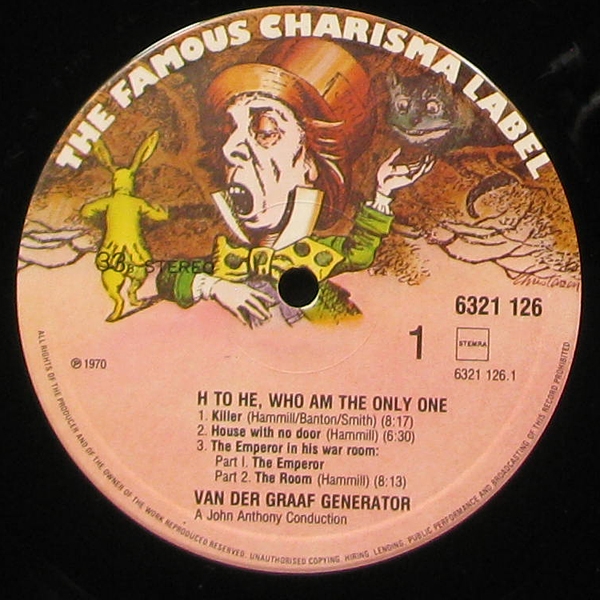 THE FAMOUS CHARISMA LABEL
33⅓ STEREO
6321 126
1
STEMRA
6321 126.1
℗ 1970
H TO HE, WHO AM THE ONLY ONE
1. Killer (Hammill/Banton/Smith) (8:17)
2. House with no door (Hammill) (6:30)
3. The Emperor in his war room:
Part I. The Emperor
Part 2. The Room (Hammill) (8:13)
VAN DER GRAAF GENERATOR
A John Anthony Conduction
ALL RIGHTS OF THE PRODUCER AND OF THE OWNER OF THE WORK REPRODUCED RESERVED. UNAUTHORISED COPYING, HIRING, LENDING, PUBLIC PERFORMANCE AND BROADCASTING OF THIS RECORD PROHIBITED